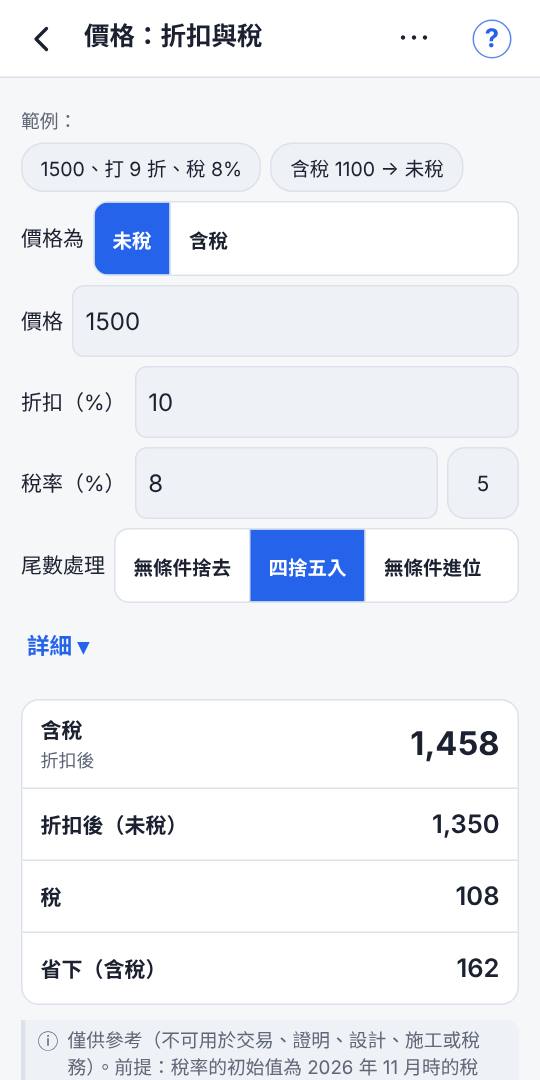 價格：折扣與稅 … ?
範例：
1500、打 9 折、稅 8% 含稅 1100 → 未稅
價格為 未稅 含稅
價格 1500
折扣（%） 10
稅率（%） 8 5
尾數處理 無條件捨去 四捨五入 無條件進位
詳細 ▼
含稅 1,458
折扣後
折扣後（未稅） 1,350
稅 108
省下（含稅） 162
ⓘ 僅供參考（不可用於交易、證明、設計、施工或稅
務）。前提：稅率的初始值為 2026 年 11 月時的稅